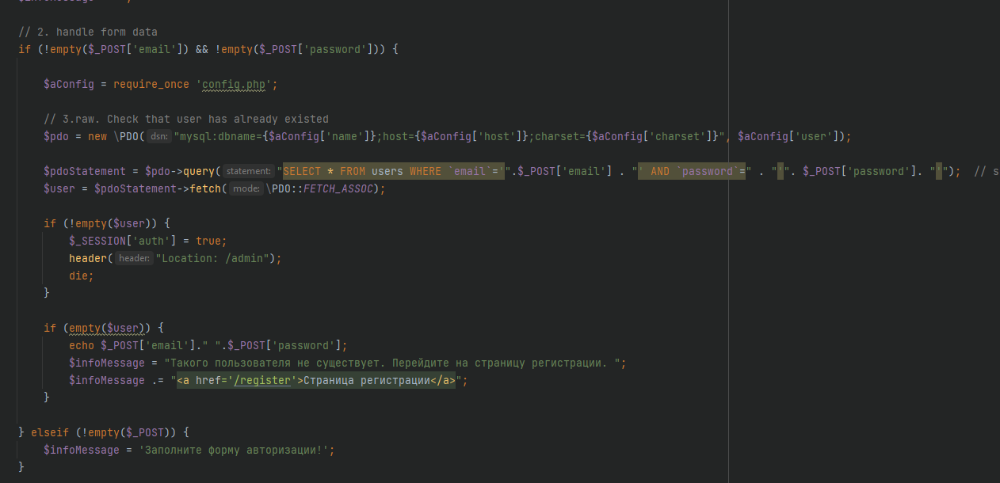 // 2. handle form data
if (!empty($_POST['email']) && !empty($_POST['password'])) {
$aConfig = require_once 'config.php';
// 3.raw. Check that user has already existed
$pdo = new \PDO( dsn: "mysql:dbname={$aConfig['name']};host={$aConfig['host']};charset={$aConfig['charset']}", $aConfig['user']);
$pdoStatement = $pdo->query( statement: "SELECT * FROM users WHERE `email`='".$_POST['email'] . "' AND `password`=" . "'". $_POST['password']. "'"); // s
$user = $pdoStatement->fetch( mode: \PDO::FETCH_ASSOC);
if (!empty($user)) {
$_SESSION['auth'] = true;
header( header: "Location: /admin");
die;
}
if (empty($user)) {
echo $_POST['email']." ".$_POST['password'];
$infoMessage = "Такого пользователя не существует. Перейдите на страницу регистрации. ";
$infoMessage .= "<a href='/register'>Страница регистрации</a>";
}
} elseif (!empty($_POST)) {
$infoMessage = 'Заполните форму авторизации!';
}